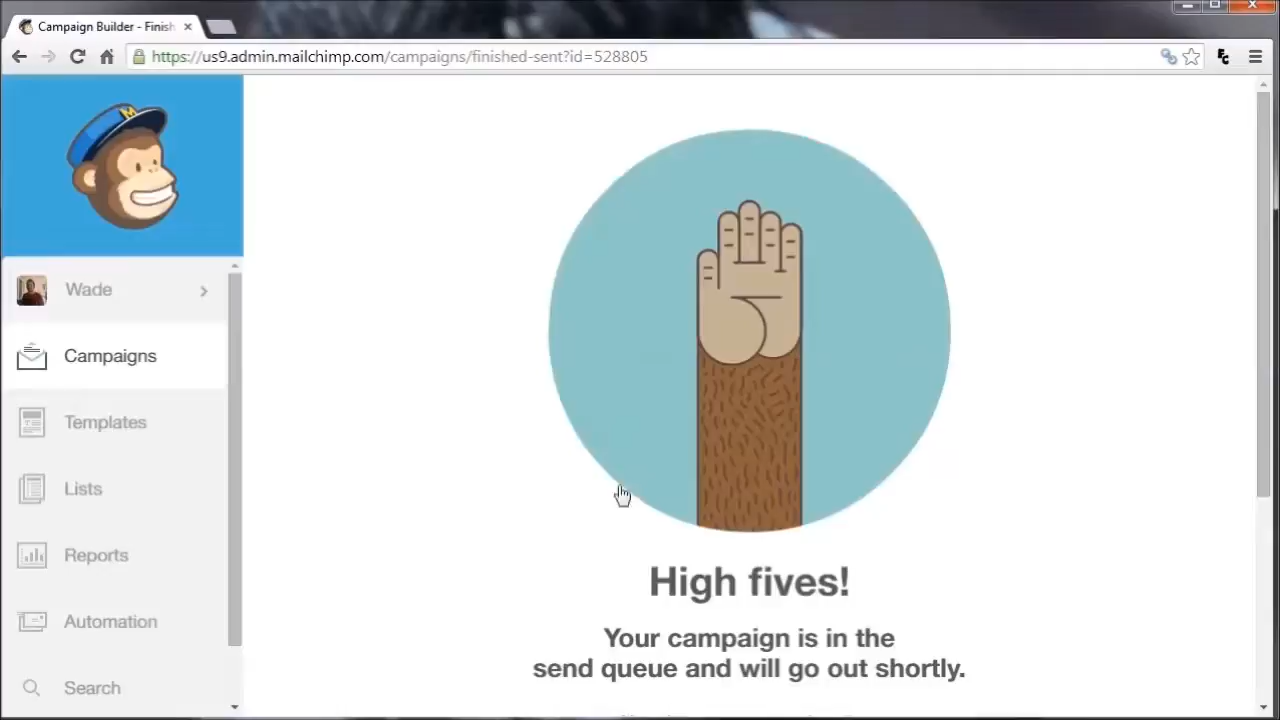 Campaign Builder - Finish
https://us9.admin.mailchimp.com/campaigns/finished-sent?id=528805
M
Wade
Campaigns
Templates
Lists
Reports
Automation
Search
High fives!
Your campaign is in the
send queue and will go out shortly.